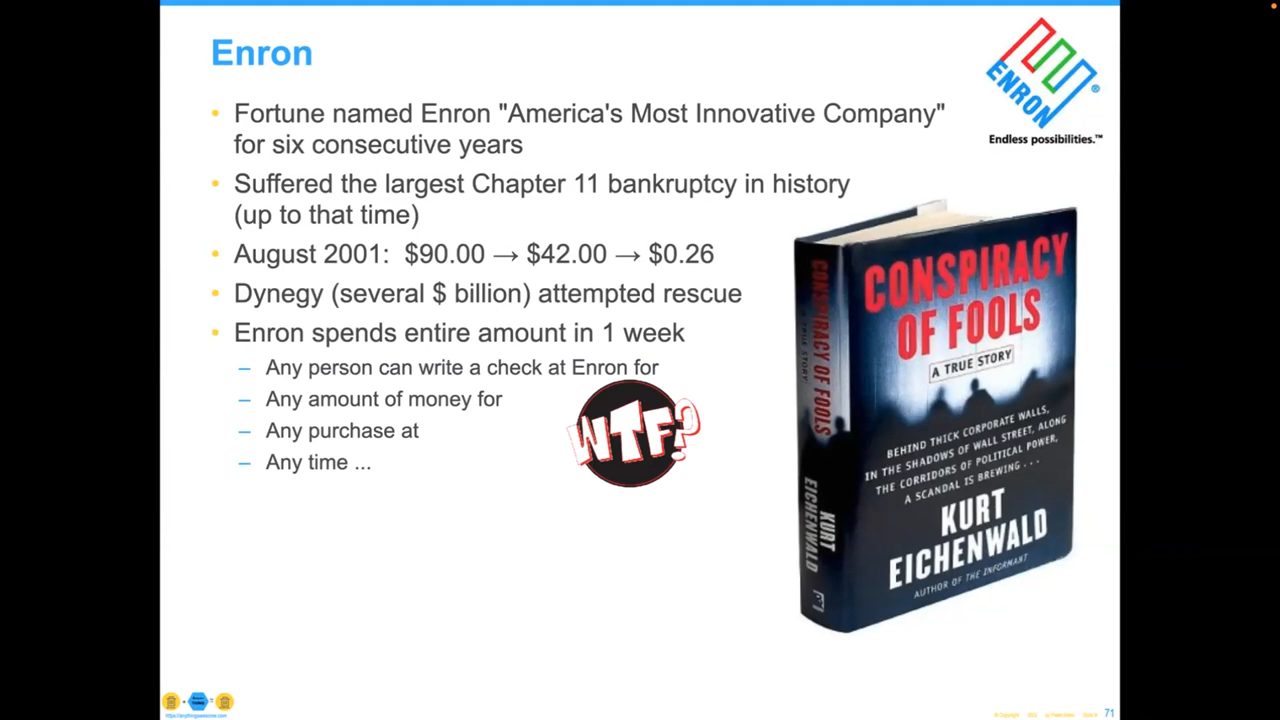 Enron
ENRON®
Endless possibilities.™
• Fortune named Enron "America's Most Innovative Company"
for six consecutive years
• Suffered the largest Chapter 11 bankruptcy in history
(up to that time)
• August 2001: $90.00 → $42.00 → $0.26
• Dynegy (several $ billion) attempted rescue
• Enron spends entire amount in 1 week
– Any person can write a check at Enron for
– Any amount of money for
– Any purchase at
– Any time ...
WTF?
CONSPIRACY OF FOOLS
A TRUE STORY
KURT
EICHENWALD
CONSPIRACY
OF FOOLS
A TRUE STORY
BEHIND THICK CORPORATE WALLS,
IN THE SHADOWS OF WALL STREET, ALONG
THE CORRIDORS OF POLITICAL POWER,
A SCANDAL IS BREWING . . .
KURT
EICHENWALD
AUTHOR OF THE INFORMANT
© Copyright
71